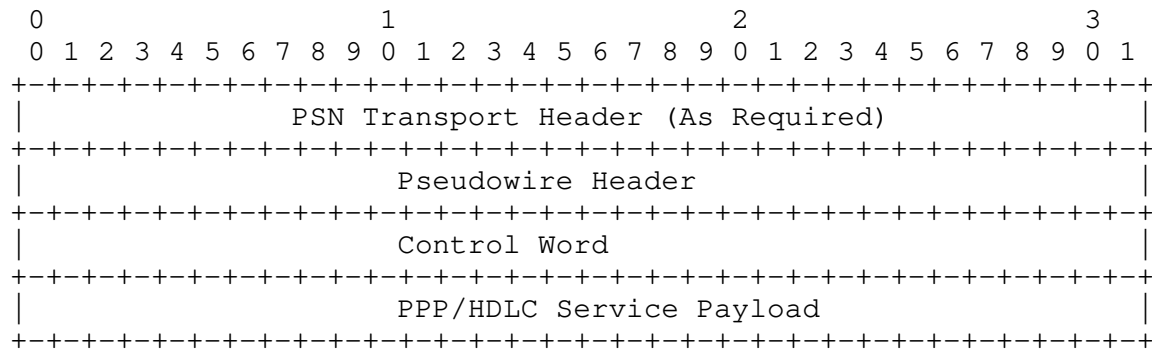 0                   1                   2                   3
 0 1 2 3 4 5 6 7 8 9 0 1 2 3 4 5 6 7 8 9 0 1 2 3 4 5 6 7 8 9 0 1
+-+-+-+-+-+-+-+-+-+-+-+-+-+-+-+-+-+-+-+-+-+-+-+-+-+-+-+-+-+-+-+-+
|               PSN Transport Header (As Required)              |
+-+-+-+-+-+-+-+-+-+-+-+-+-+-+-+-+-+-+-+-+-+-+-+-+-+-+-+-+-+-+-+-+
|                     Pseudowire Header                         |
+-+-+-+-+-+-+-+-+-+-+-+-+-+-+-+-+-+-+-+-+-+-+-+-+-+-+-+-+-+-+-+-+
|                     Control Word                              |
+-+-+-+-+-+-+-+-+-+-+-+-+-+-+-+-+-+-+-+-+-+-+-+-+-+-+-+-+-+-+-+-+
|                     PPP/HDLC Service Payload                  |
+-+-+-+-+-+-+-+-+-+-+-+-+-+-+-+-+-+-+-+-+-+-+-+-+-+-+-+-+-+-+-+-+